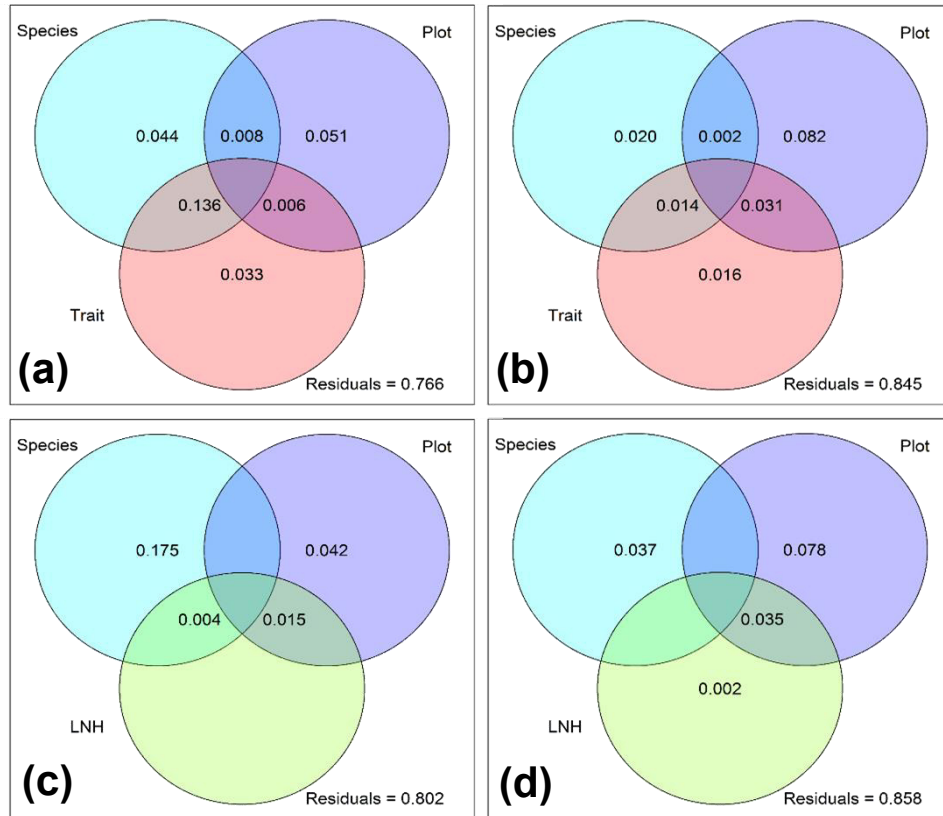 Species Plot
0.044 0.008 0.051
0.136 0.006
0.033
Trait
(a) Residuals = 0.766
Species Plot
0.020 0.002 0.082
0.014 0.031
0.016
Trait
(b) Residuals = 0.845
Species Plot
0.175 0.042
0.004 0.015
LNH
(c) Residuals = 0.802
Species Plot
0.037 0.078
0.035
0.002
LNH
(d) Residuals = 0.858